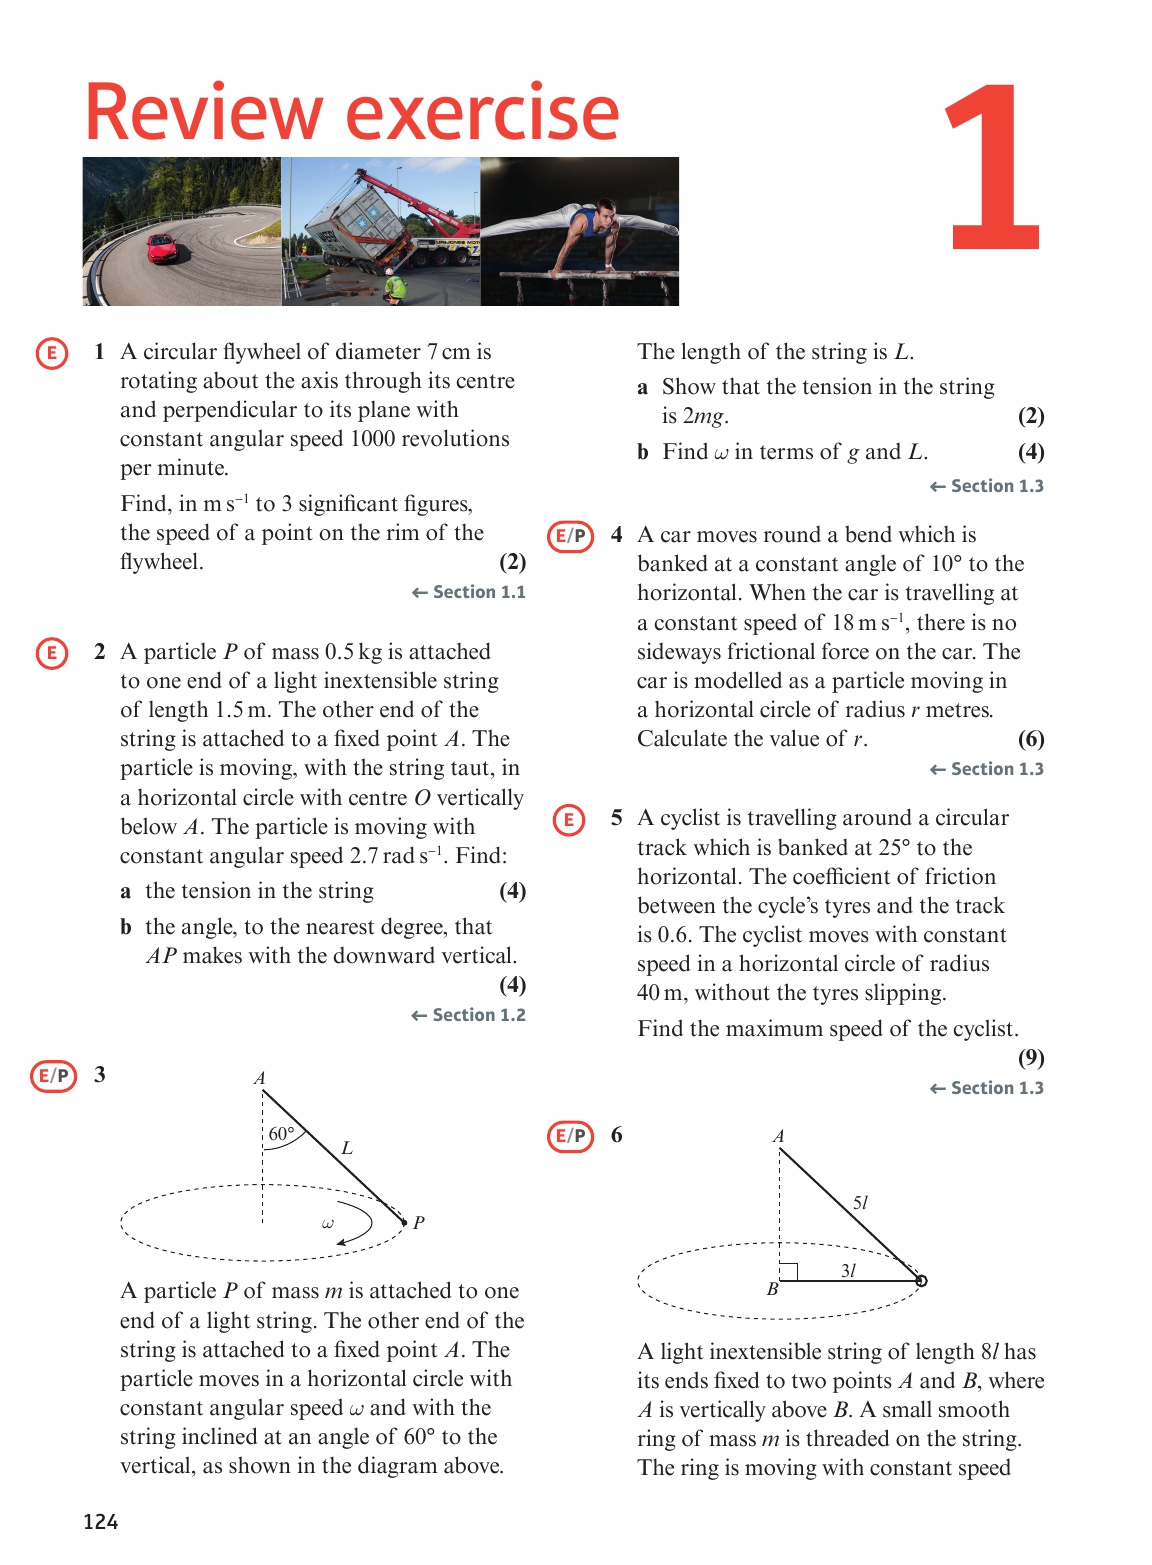 Review exercise
1
E
1 A circular flywheel of diameter 7 cm is
rotating about the axis through its centre
and perpendicular to its plane with
constant angular speed 1000 revolutions
per minute.
Find, in m s⁻¹ to 3 significant figures,
the speed of a point on the rim of the
flywheel. (2)
← Section 1.1
E
2 A particle P of mass 0.5 kg is attached
to one end of a light inextensible string
of length 1.5 m. The other end of the
string is attached to a fixed point A. The
particle is moving, with the string taut, in
a horizontal circle with centre O vertically
below A. The particle is moving with
constant angular speed 2.7 rad s⁻¹. Find:
a the tension in the string (4)
b the angle, to the nearest degree, that
AP makes with the downward vertical.
(4)
← Section 1.2
E/P
3
A
60°
L
ω
P
A particle P of mass m is attached to one
end of a light string. The other end of the
string is attached to a fixed point A. The
particle moves in a horizontal circle with
constant angular speed ω and with the
string inclined at an angle of 60° to the
vertical, as shown in the diagram above.
The length of the string is L.
a Show that the tension in the string
is 2mg. (2)
b Find ω in terms of g and L. (4)
← Section 1.3
E/P
4 A car moves round a bend which is
banked at a constant angle of 10° to the
horizontal. When the car is travelling at
a constant speed of 18 m s⁻¹, there is no
sideways frictional force on the car. The
car is modelled as a particle moving in
a horizontal circle of radius r metres.
Calculate the value of r. (6)
← Section 1.3
E
5 A cyclist is travelling around a circular
track which is banked at 25° to the
horizontal. The coefficient of friction
between the cycle's tyres and the track
is 0.6. The cyclist moves with constant
speed in a horizontal circle of radius
40 m, without the tyres slipping.
Find the maximum speed of the cyclist.
(9)
← Section 1.3
E/P
6
A
5l
3l
B
A light inextensible string of length 8l has
its ends fixed to two points A and B, where
A is vertically above B. A small smooth
ring of mass m is threaded on the string.
The ring is moving with constant speed
124